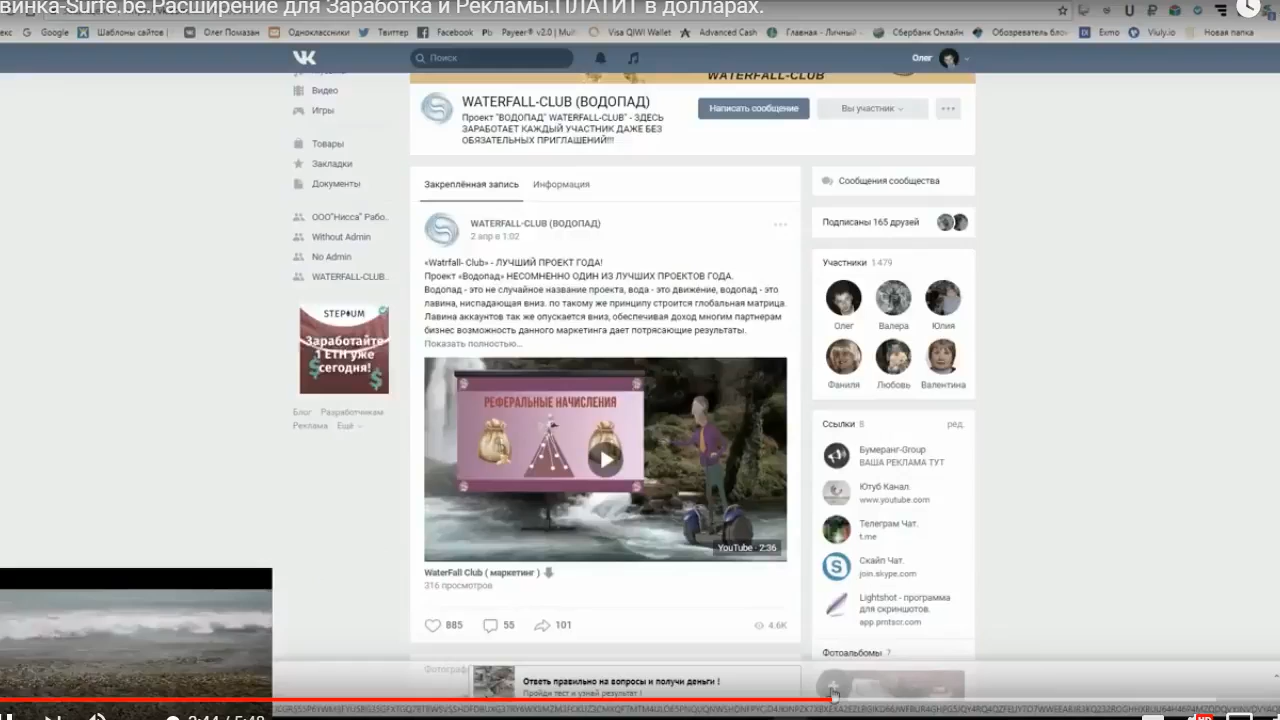 винка-Surfe.be.Расширение для Заработка и Рекламы.ПЛАТИТ в долларах.
екс
Google
Шаблоны сайтов |
Олег Помазан
Одноклассники
Твиттер
Facebook
Payeer® v2.0 | Mu
Visa QIWI Wallet
Advanced Cash
Главная - Личный
Сбербанк Онлайн
Обозреватель бло
Exmo
Viuly.io
Новая папка
Поиск
Олег
Видео
Игры
Товары
Закладки
Документы
ООО"Нисса" Рабо..
Without Admin
No Admin
WATERFALL-CLUB..
STEPIUM
Заработайте
1 ETH уже
сегодня!
Блог Разработчикам
Реклама Ещё
WATERFALL-CLUB
WATERFALL-CLUB (ВОДОПАД)
Проект "ВОДОПАД" WATERFALL-CLUB" - ЗДЕСЬ
ЗАРАБОТАЕТ КАЖДЫЙ УЧАСТНИК ДАЖЕ БЕЗ
ОБЯЗАТЕЛЬНЫХ ПРИГЛАШЕНИЙ!!!
Написать сообщение
Вы участник
Закреплённая запись Информация
WATERFALL-CLUB (ВОДОПАД)
2 апр в 1:02
«Watrfall- Club» - ЛУЧШИЙ ПРОЕКТ ГОДА!
Проект «Водопад» НЕСОМНЕННО ОДИН ИЗ ЛУЧШИХ ПРОЕКТОВ ГОДА.
Водопад - это не случайное название проекта, вода - это движение, водопад - это
лавина, ниспадающая вниз. по такому же принципу строится глобальная матрица.
Лавина аккаунтов так же опускается вниз, обеспечивая доход многим партнерам
бизнес возможность данного маркетинга дает потрясающие результаты.
Показать полностью...
РЕФЕРАЛЬНЫЕ НАЧИСЛЕНИЯ
YouTube · 2:36
WaterFall Club ( маркетинг )
316 просмотров
885
55
101
4.6K
Ответь правильно на вопросы и получи деньги !
Пройди тест и узнай результат !
Сообщения сообщества
Подписаны 165 друзей
Участники 1 479
Олег
Валера
Юлия
Фаниля
Любовь
Валентина
Ссылки 8
ред.
Бумеранг-Group
ВАША РЕКЛАМА ТУТ
Ютуб Канал.
www.youtube.com
Телеграм Чат.
t.me
Скайп Чат.
join.skype.com
Lightshot - программа
для скриншотов.
app.prntscr.com
Фотоальбомы 7
HD